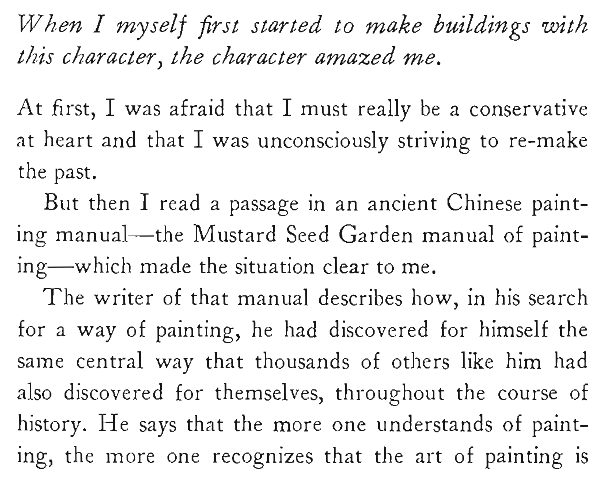 When I myself first started to make buildings with
this character, the character amazed me.
At first, I was afraid that I must really be a conservative
at heart and that I was unconsciously striving to re-make
the past.
But then I read a passage in an ancient Chinese paint-
ing manual—the Mustard Seed Garden manual of paint-
ing—which made the situation clear to me.
The writer of that manual describes how, in his search
for a way of painting, he had discovered for himself the
same central way that thousands of others like him had
also discovered for themselves, throughout the course of
history. He says that the more one understands of paint-
ing, the more one recognizes that the art of painting is